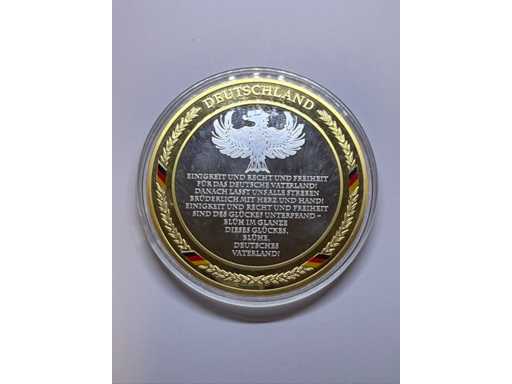 DEUTSCHLAND
EINIGKEIT UND RECHT UND FREIHEIT
FÜR DAS DEUTSCHE VATERLAND!
DANACH LASST UNS ALLE STREBEN
BRÜDERLICH MIT HERZ UND HAND!
EINIGKEIT UND RECHT UND FREIHEIT
SIND DES GLÜCKES UNTERPFAND –
BLÜH IM GLANZE
DIESES GLÜCKES,
BLÜHE,
DEUTSCHES
VATERLAND!